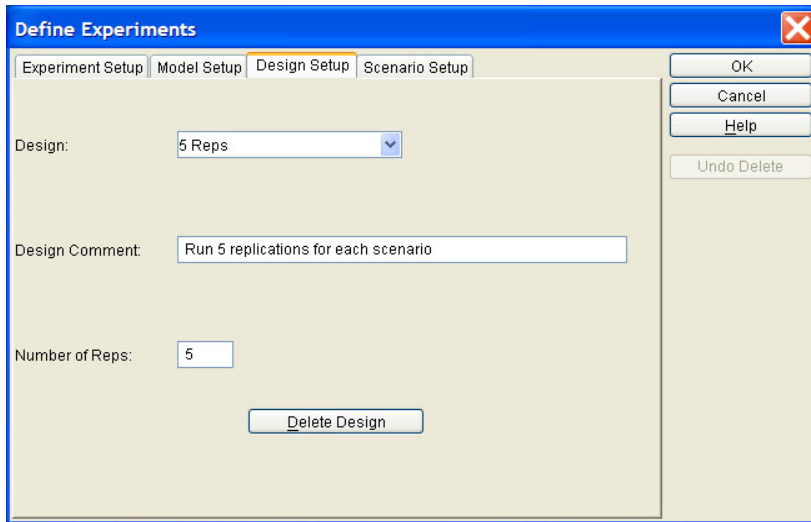 Define Experiments
Experiment Setup Model Setup Design Setup Scenario Setup
OK
Cancel
Help
Undo Delete
Design: 5 Reps
Design Comment: Run 5 replications for each scenario
Number of Reps: 5
Delete Design